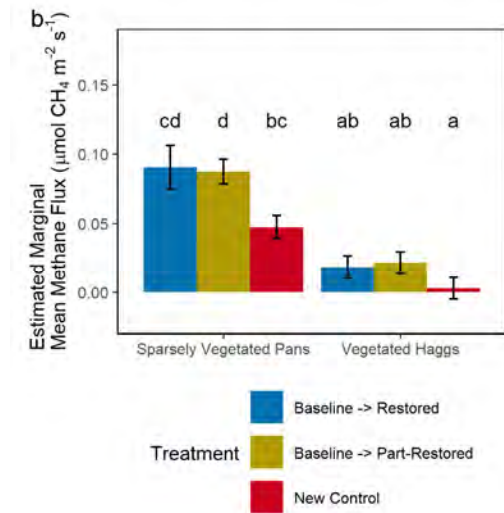 b.
Estimated Marginal
Mean Methane Flux (μmol CH₄ m⁻² s⁻¹)
0.15
0.10
0.05
0.00
cd d bc ab ab a
Sparsely Vegetated Pans Vegetated Haggs
Treatment
Baseline -> Restored
Baseline -> Part-Restored
New Control